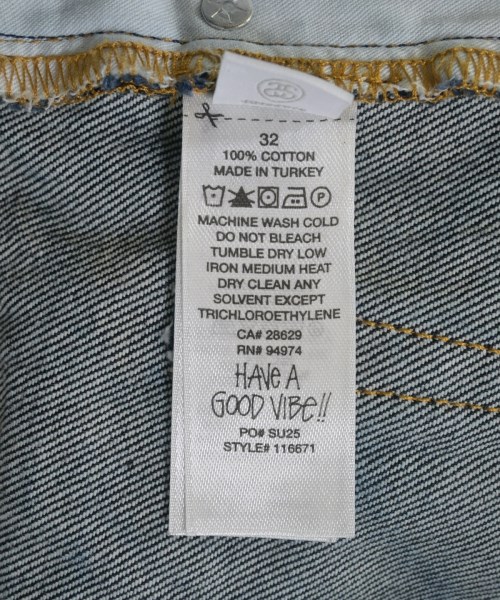 32
100% COTTON
MADE IN TURKEY
P
MACHINE WASH COLD
DO NOT BLEACH
TUMBLE DRY LOW
IRON MEDIUM HEAT
DRY CLEAN ANY
SOLVENT EXCEPT
TRICHLOROETHYLENE
CA# 28629
RN# 94974
HAVE A
GOOD VIBE!!
PO# SU25
STYLE# 116671